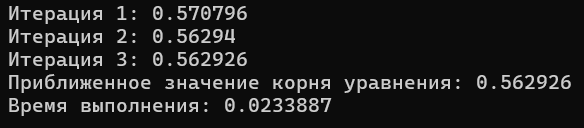 Итерация 1: 0.570796
Итерация 2: 0.56294
Итерация 3: 0.562926
Приближенное значение корня уравнения: 0.562926
Время выполнения: 0.0233887